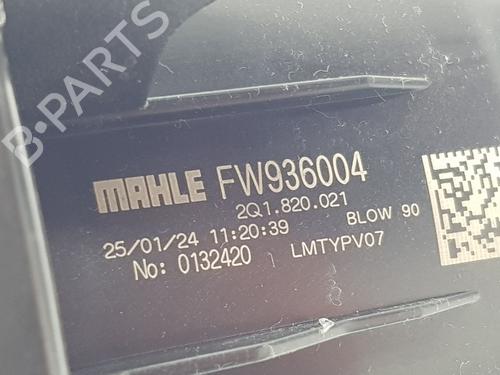 B-PARTS
MAHLE FW936004
2Q1.820.021
25/01/24 11:20:39 BLOW 90
No: 0132420 LMTYPV07